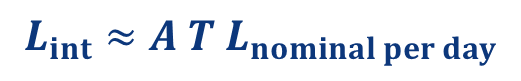 L_int ≈ A T L_nominal per day